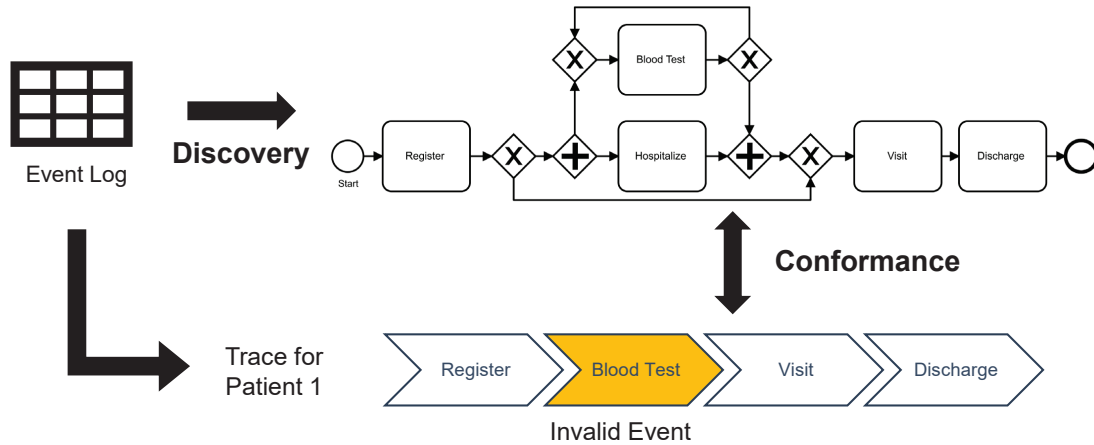 Blood Test
Event Log
Discovery
Start
Register
X
X
X
+
Hospitalize
+
X
Visit
Discharge
Conformance
Trace for
Patient 1
Register
Blood Test
Visit
Discharge
Invalid Event